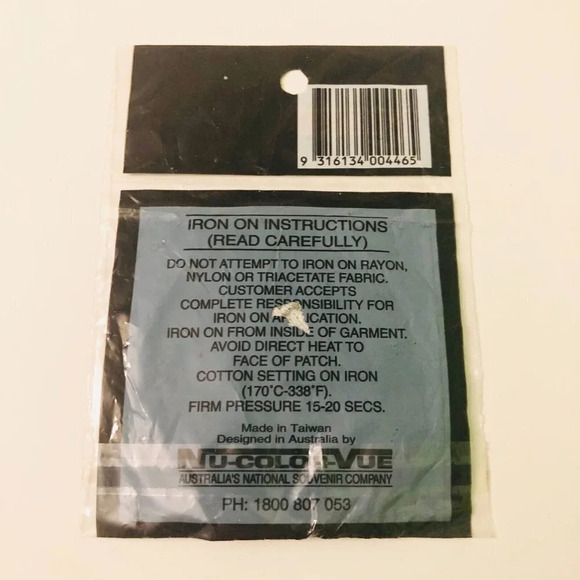 9 316134 004465
IRON ON INSTRUCTIONS
(READ CAREFULLY)
DO NOT ATTEMPT TO IRON ON RAYON,
NYLON OR TRIACETATE FABRIC.
CUSTOMER ACCEPTS
COMPLETE RESPONSIBILITY FOR
IRON ON APPLICATION.
IRON ON FROM INSIDE OF GARMENT.
AVOID DIRECT HEAT TO
FACE OF PATCH.
COTTON SETTING ON IRON
(170°C-338°F).
FIRM PRESSURE 15-20 SECS.
Made in Taiwan
Designed in Australia by
NU-COLOR-VUE
AUSTRALIA'S NATIONAL SOUVENIR COMPANY
PH: 1800 807 053